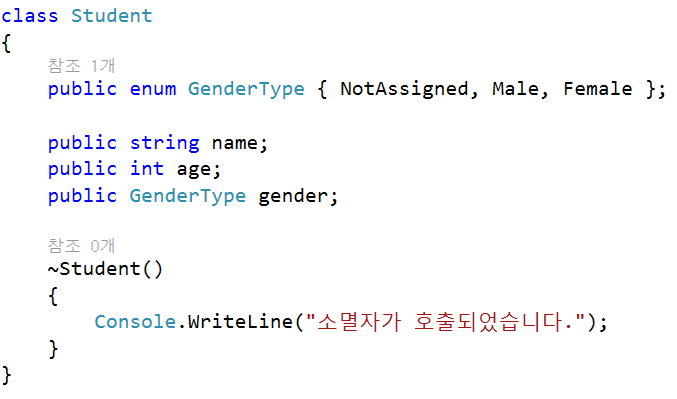 class Student
{
참조 1개
public enum GenderType { NotAssigned, Male, Female };
public string name;
public int age;
public GenderType gender;
참조 0개
~Student()
{
Console.WriteLine("소멸자가 호출되었습니다.");
}
}